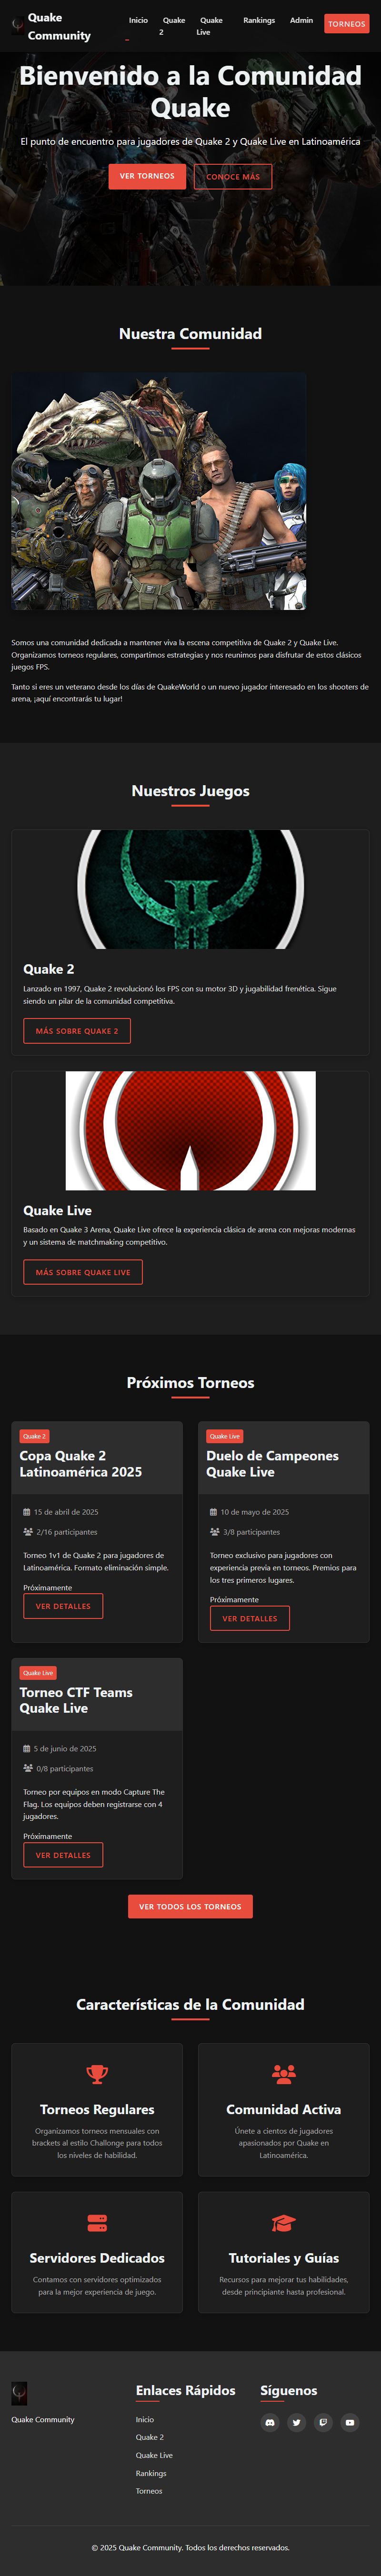 Quake
Community
Inicio
Quake
2
Quake
Live
Rankings
Admin
TORNEOS
Bienvenido a la Comunidad
Quake
El punto de encuentro para jugadores de Quake 2 y Quake Live en Latinoamérica
VER TORNEOS
CONOCE MÁS
Nuestra Comunidad
Somos una comunidad dedicada a mantener viva la escena competitiva de Quake 2 y Quake Live.
Organizamos torneos regulares, compartimos estrategias y nos reunimos para disfrutar de estos clásicos
juegos FPS.
Tanto si eres un veterano desde los días de QuakeWorld o un nuevo jugador interesado en los shooters de
arena, ¡aquí encontrarás tu lugar!
Nuestros Juegos
Quake 2
Lanzado en 1997, Quake 2 revolucionó los FPS con su motor 3D y jugabilidad frenética. Sigue
siendo un pilar de la comunidad competitiva.
MÁS SOBRE QUAKE 2
Quake Live
Basado en Quake 3 Arena, Quake Live ofrece la experiencia clásica de arena con mejoras modernas
y un sistema de matchmaking competitivo.
MÁS SOBRE QUAKE LIVE
Próximos Torneos
Quake 2
Copa Quake 2
Latinoamérica 2025
15 de abril de 2025
2/16 participantes
Torneo 1v1 de Quake 2 para jugadores de
Latinoamérica. Formato eliminación simple.
Próximamente
VER DETALLES
Quake Live
Duelo de Campeones
Quake Live
10 de mayo de 2025
3/8 participantes
Torneo exclusivo para jugadores con
experiencia previa en torneos. Premios para
los tres primeros lugares.
Próximamente
VER DETALLES
Quake Live
Torneo CTF Teams
Quake Live
5 de junio de 2025
0/8 participantes
Torneo por equipos en modo Capture The
Flag. Los equipos deben registrarse con 4
jugadores.
Próximamente
VER DETALLES
VER TODOS LOS TORNEOS
Características de la Comunidad
Torneos Regulares
Organizamos torneos mensuales con
brackets al estilo Challonge para todos
los niveles de habilidad.
Comunidad Activa
Únete a cientos de jugadores
apasionados por Quake en
Latinoamérica.
Servidores Dedicados
Contamos con servidores optimizados
para la mejor experiencia de juego.
Tutoriales y Guías
Recursos para mejorar tus habilidades,
desde principiante hasta profesional.
Quake Community
Enlaces Rápidos
Inicio
Quake 2
Quake Live
Rankings
Torneos
Síguenos
© 2025 Quake Community. Todos los derechos reservados.